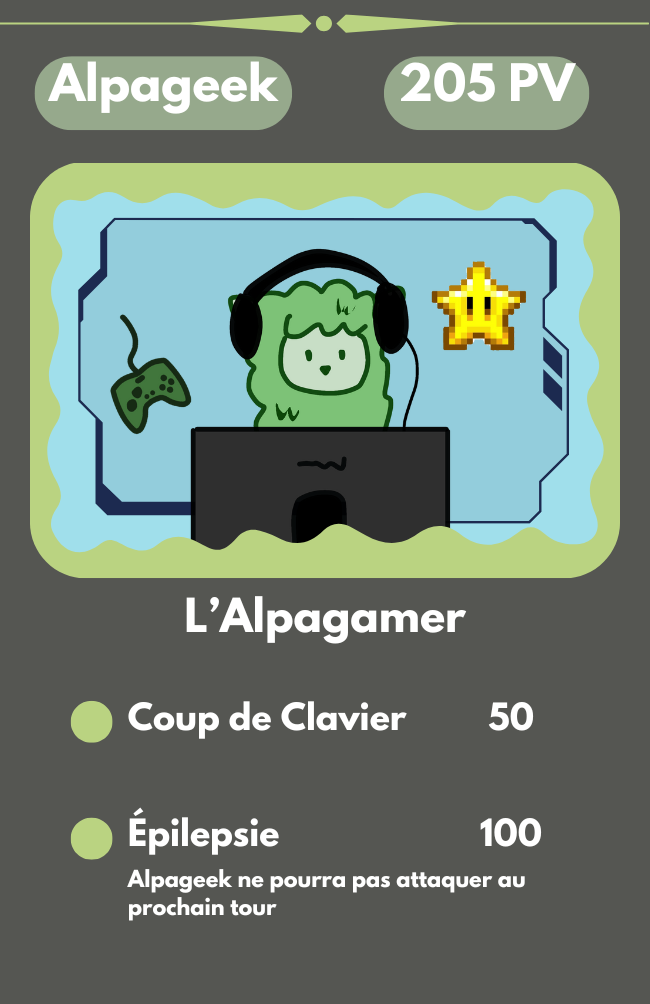 Alpageek 205 PV
L’Alpagamer
Coup de Clavier 50
Épilepsie 100
Alpageek ne pourra pas attaquer au
prochain tour